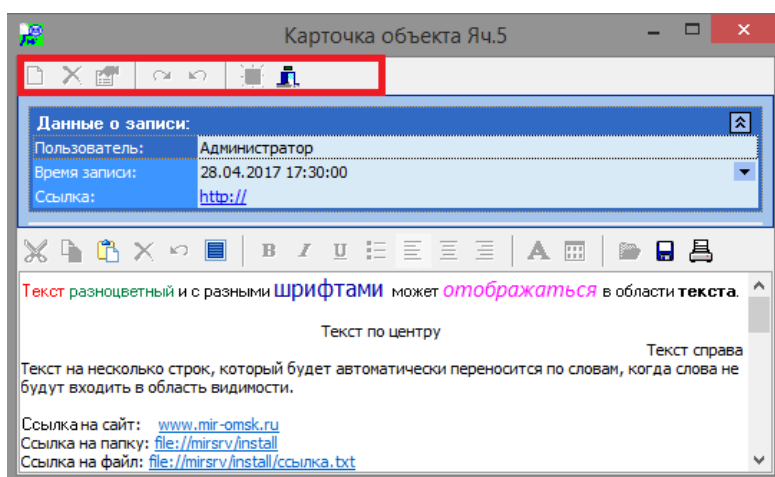 Карточка объекта Яч.5
Данные о записи:
Пользователь: Администратор
Время записи: 28.04.2017 17:30:00
Ссылка: http://
B I U A
Текст разноцветный и с разными шрифтами может отображаться в области текста.
Текст по центру
Текст справа
Текст на несколько строк, который будет автоматически переносится по словам, когда слова не
будут входить в область видимости.
Ссылка на сайт: www.mir-omsk.ru
Ссылка на папку: file://mirsrv/install
Ссылка на файл: file://mirsrv/install/ссылка.txt